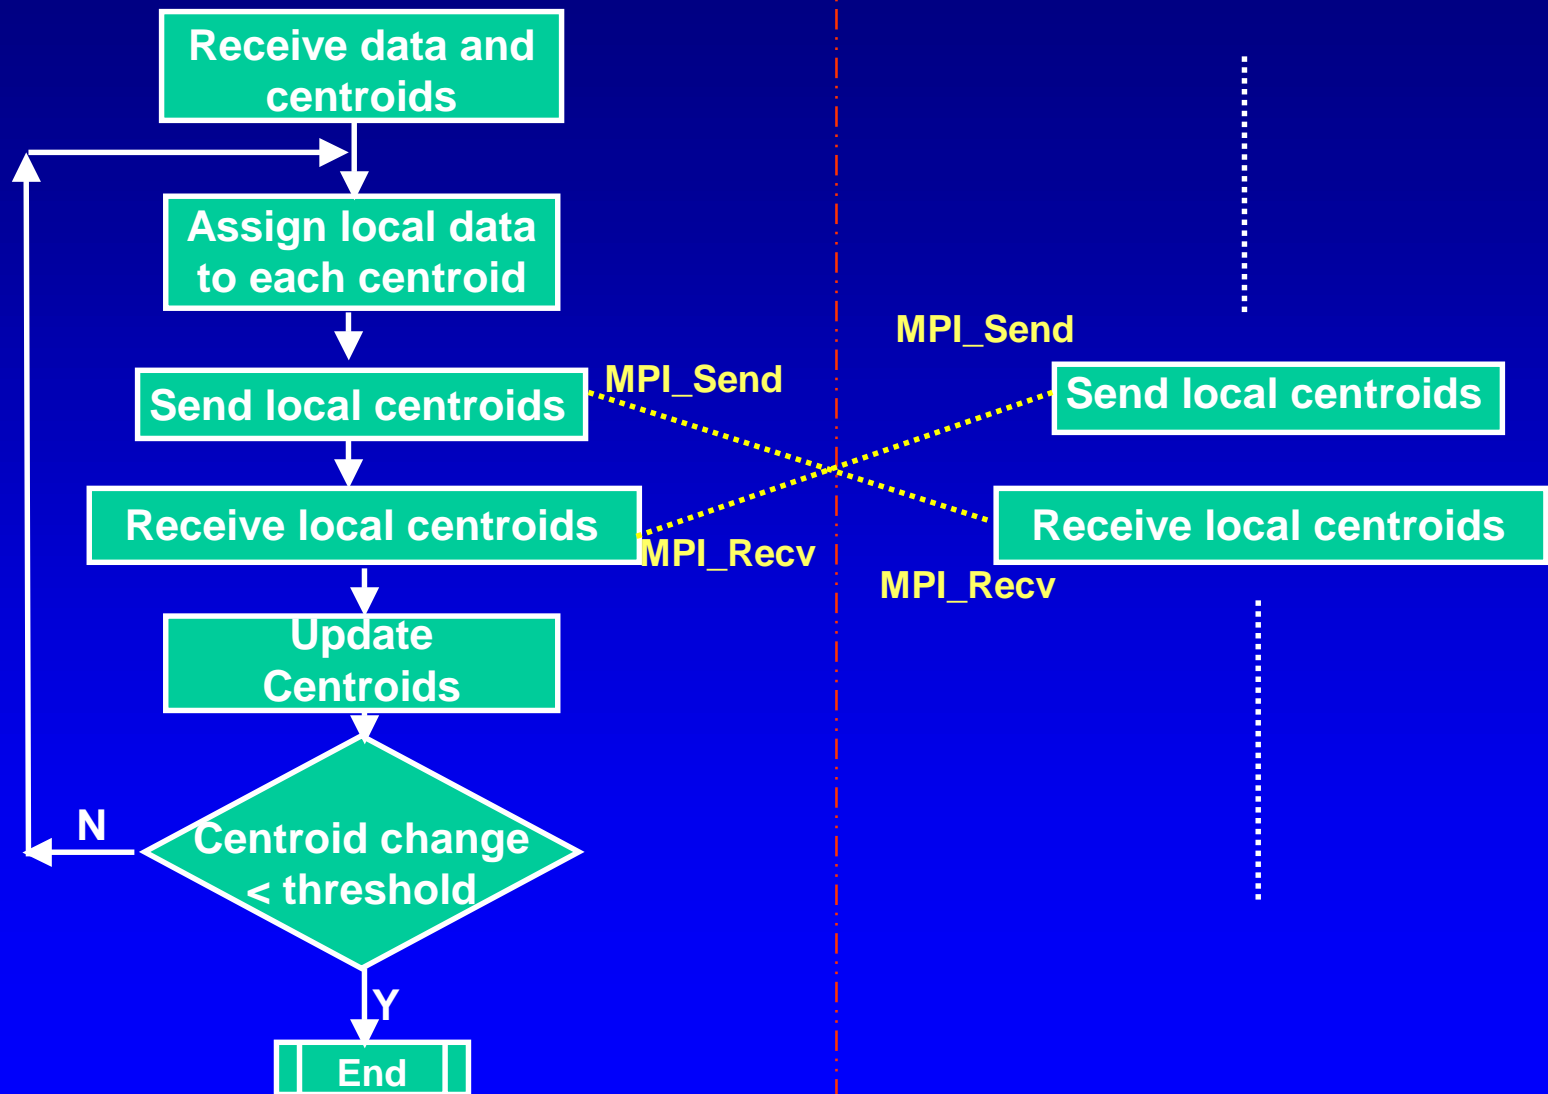 Receive data and
centroids
Assign local data
to each centroid
MPI_Send
Send local centroids
MPI_Send
Send local centroids
Receive local centroids
MPI_Recv
Receive local centroids
MPI_Recv
Update
Centroids
N
Centroid change
< threshold
Y
End